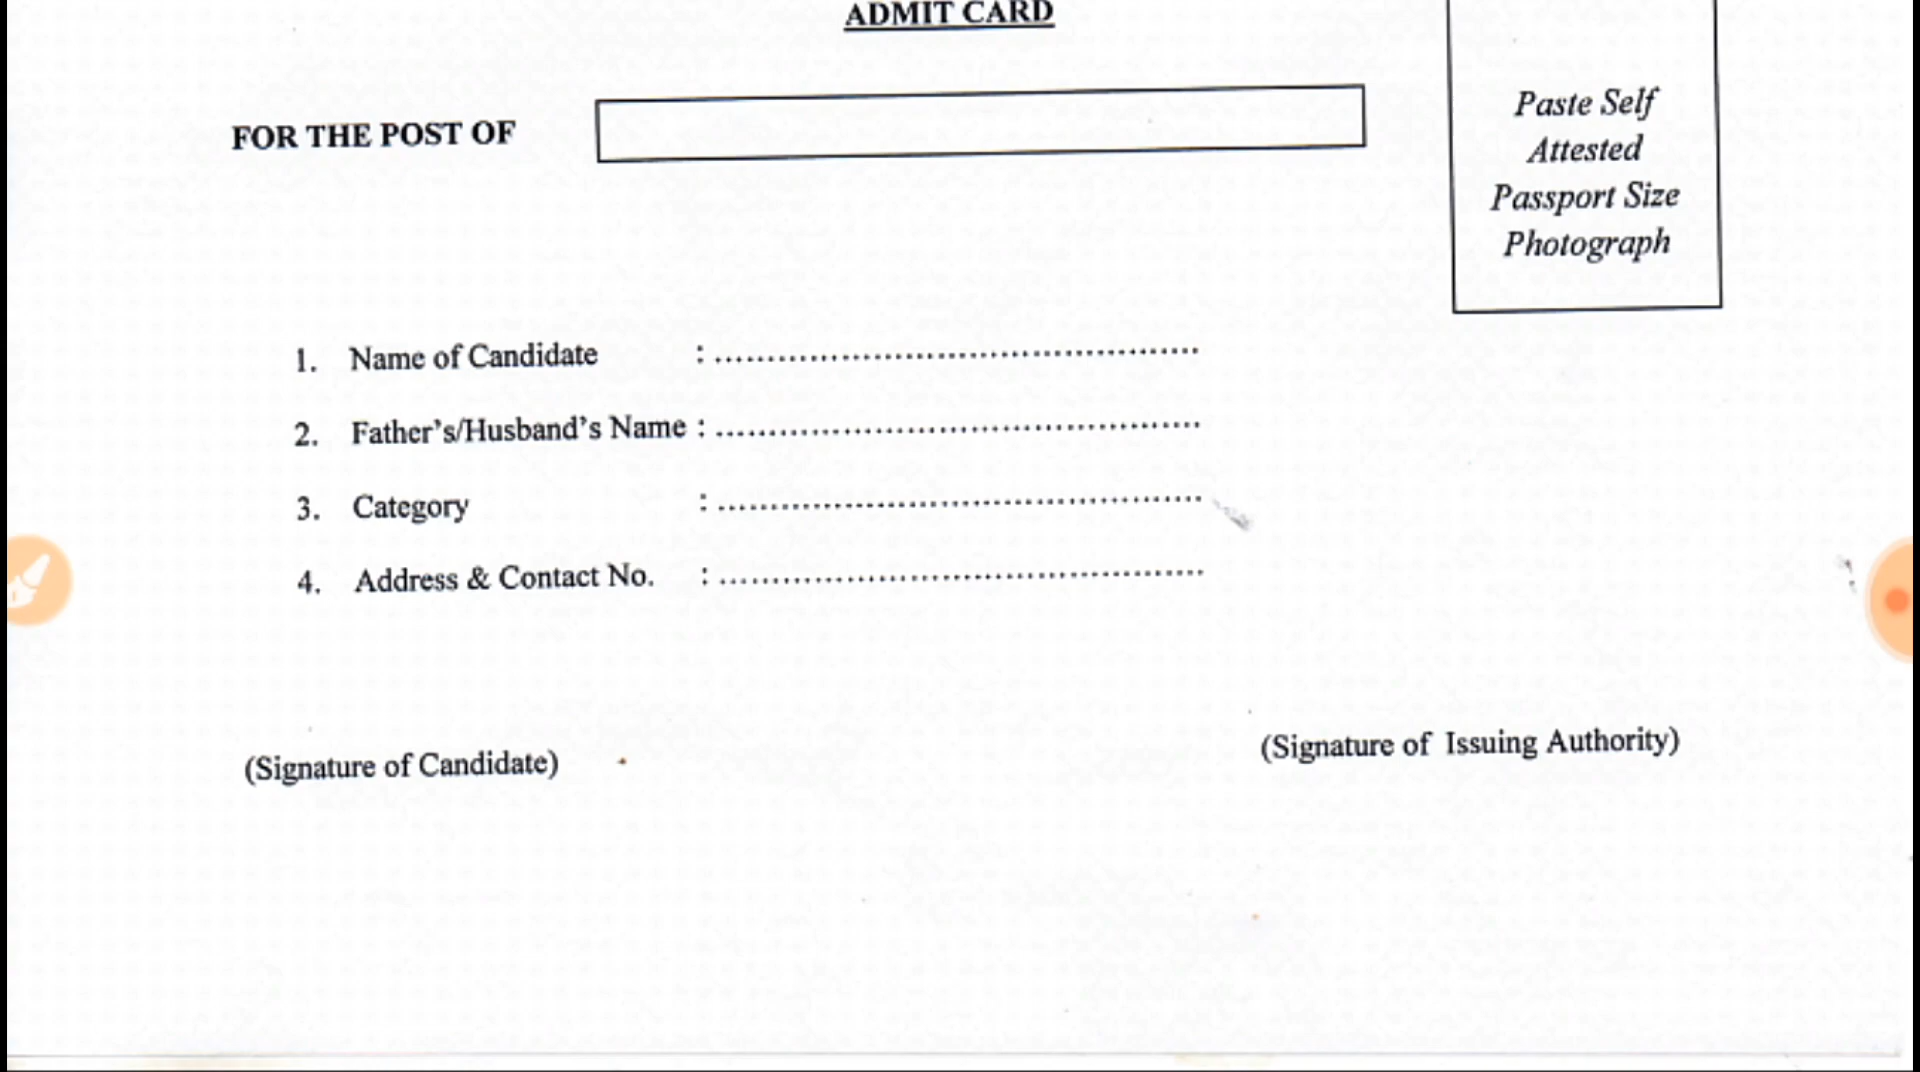 ADMIT CARD
FOR THE POST OF
Paste Self
Attested
Passport Size
Photograph
1. Name of Candidate : ................................................
2. Father's/Husband's Name : ................................................
3. Category : ................................................
4. Address & Contact No. : ................................................
(Signature of Candidate)
(Signature of Issuing Authority)